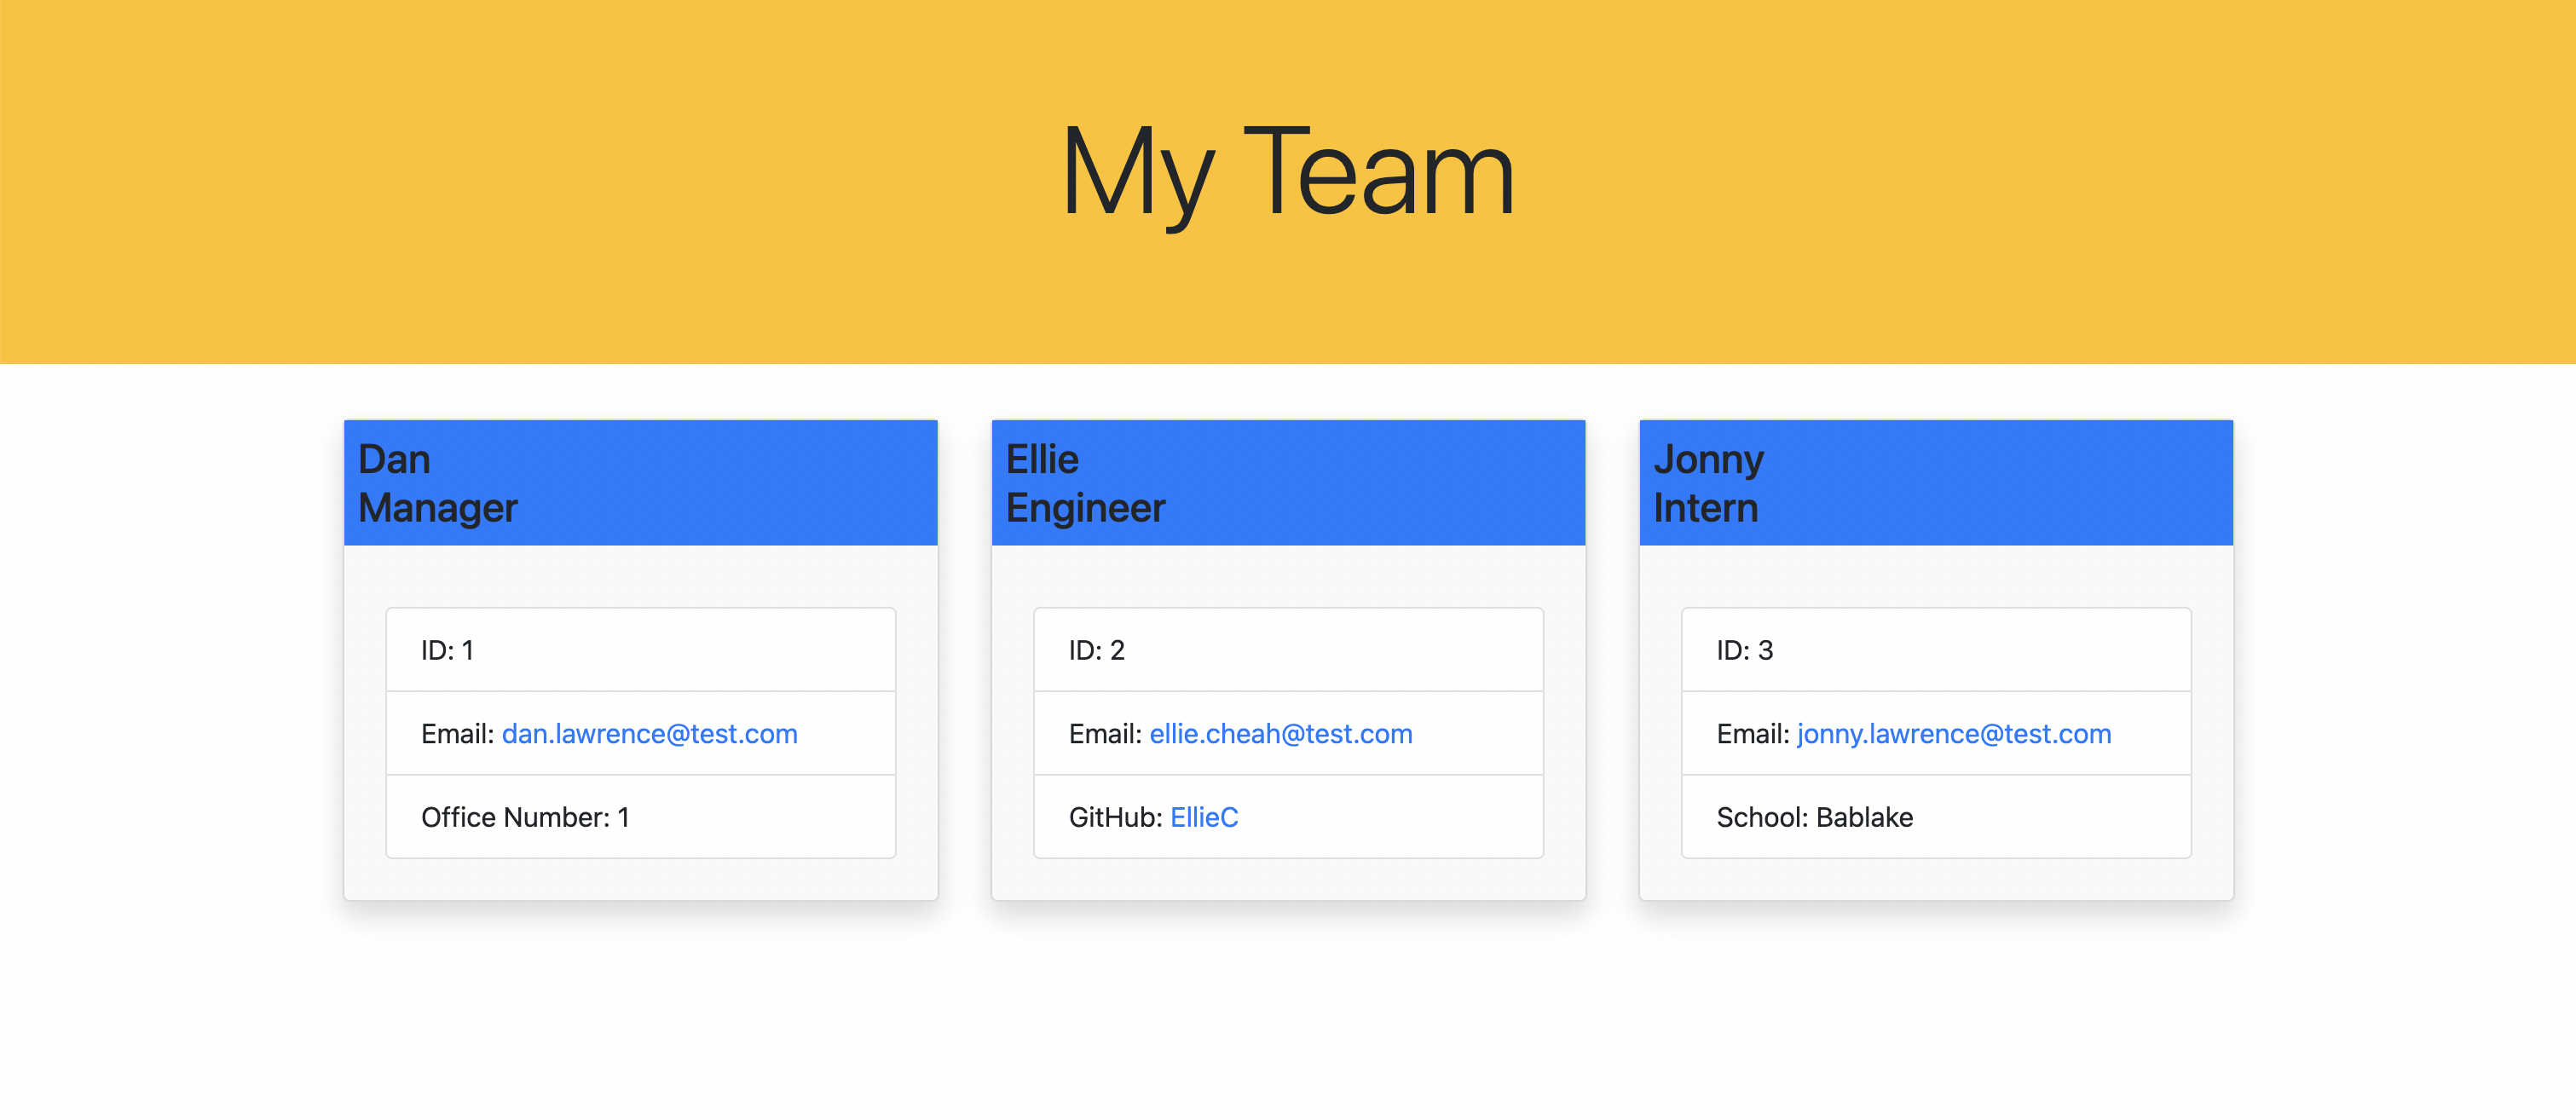 My Team
Dan
Manager
ID: 1
Email: dan.lawrence@test.com
Office Number: 1
Ellie
Engineer
ID: 2
Email: ellie.cheah@test.com
GitHub: EllieC
Jonny
Intern
ID: 3
Email: jonny.lawrence@test.com
School: Bablake